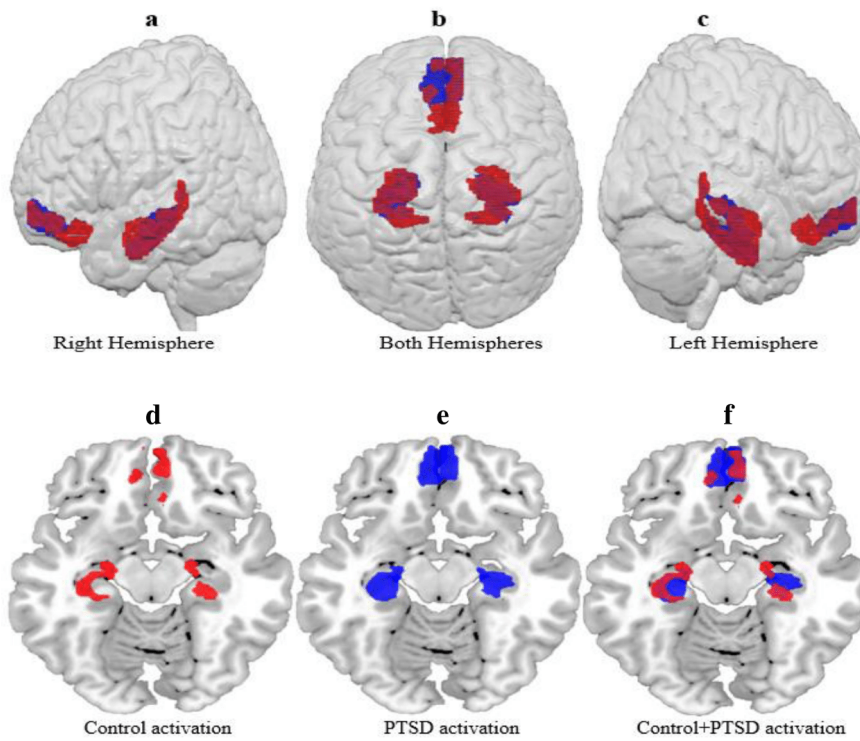 a b c
Right Hemisphere Both Hemispheres Left Hemisphere
d e f
Control activation PTSD activation Control+PTSD activation